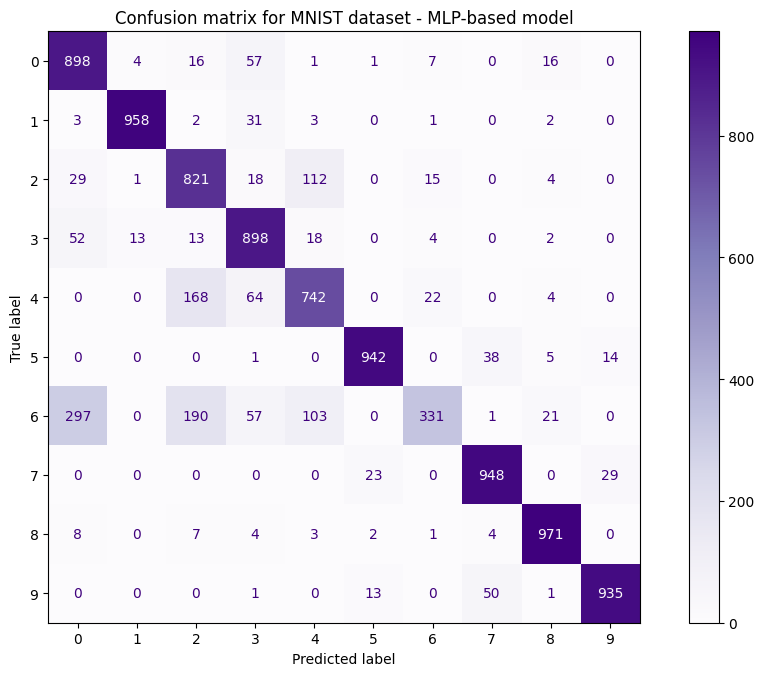 Confusion matrix for MNIST dataset - MLP-based model
0 898 4 16 57 1 1 7 0 16 0
1 3 958 2 31 3 0 1 0 2 0
2 29 1 821 18 112 0 15 0 4 0
3 52 13 13 898 18 0 4 0 2 0
4 0 0 168 64 742 0 22 0 4 0
5 0 0 0 1 0 942 0 38 5 14
6 297 0 190 57 103 0 331 1 21 0
7 0 0 0 0 0 23 0 948 0 29
8 8 0 7 4 3 2 1 4 971 0
9 0 0 0 1 0 13 0 50 1 935
0 1 2 3 4 5 6 7 8 9
Predicted label
True label
800
600
400
200
0